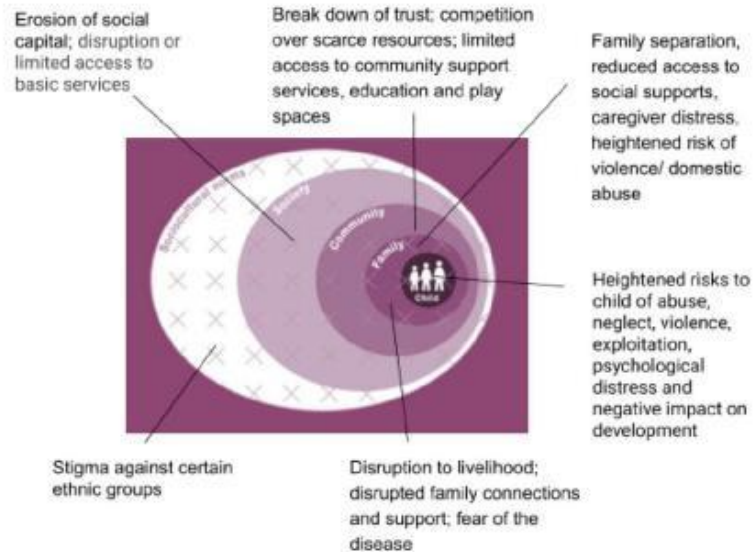 Erosion of social
capital; disruption or
limited access to
basic services
Break down of trust; competition
over scarce resources; limited
access to community support
services, education and play
spaces
Family separation,
reduced access to
social supports,
caregiver distress,
heightened risk of
violence/ domestic
abuse
Sociocultural norms
Society
Community
Family
Child
Heightened risks to
child of abuse,
neglect, violence,
exploitation,
psychological
distress and
negative impact on
development
Stigma against certain
ethnic groups
Disruption to livelihood;
disrupted family connections
and support; fear of the
disease